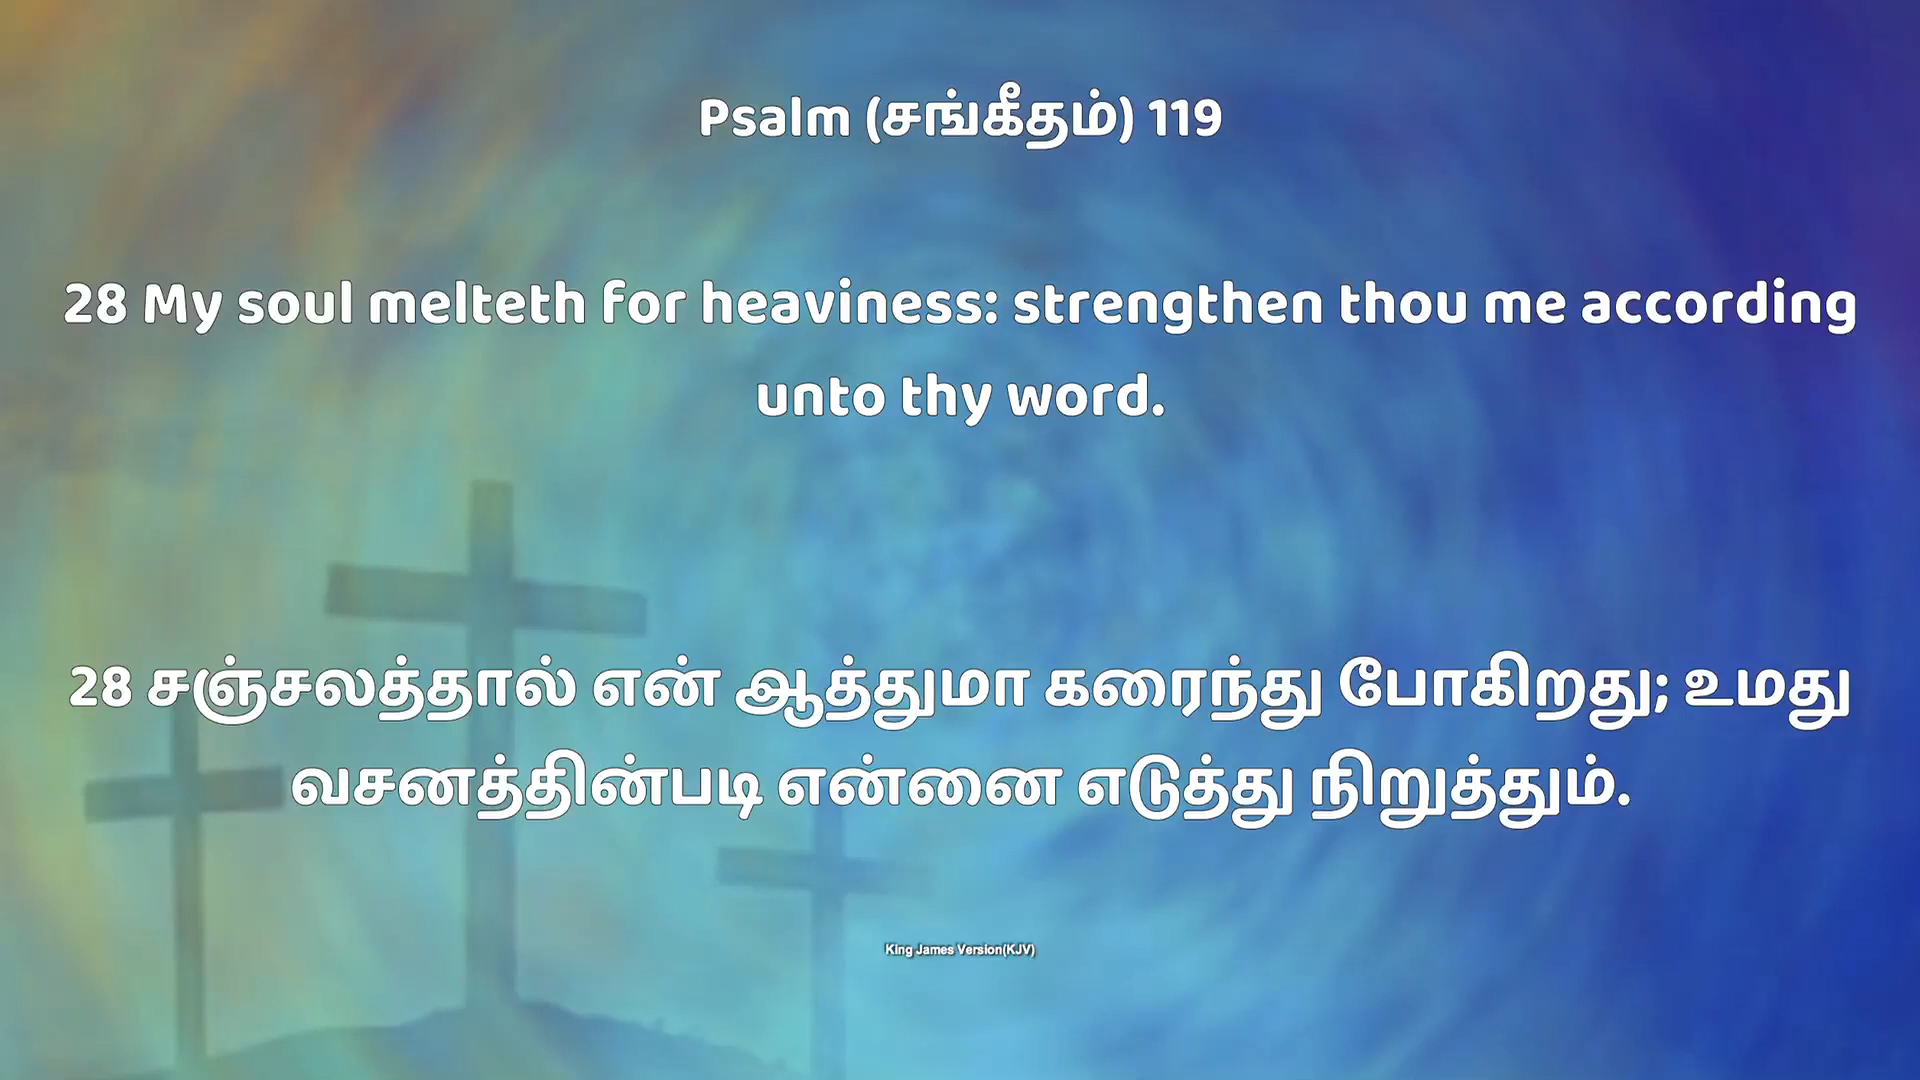 Psalm (சங்கீதம்) 119
28 My soul melteth for heaviness: strengthen thou me according
unto thy word.
28 சஞ்சலத்தால் என் ஆத்துமா கரைந்து போகிறது; உமது
வசனத்தின்படி என்னை எடுத்து நிறுத்தும்.
King James Version(KJV)